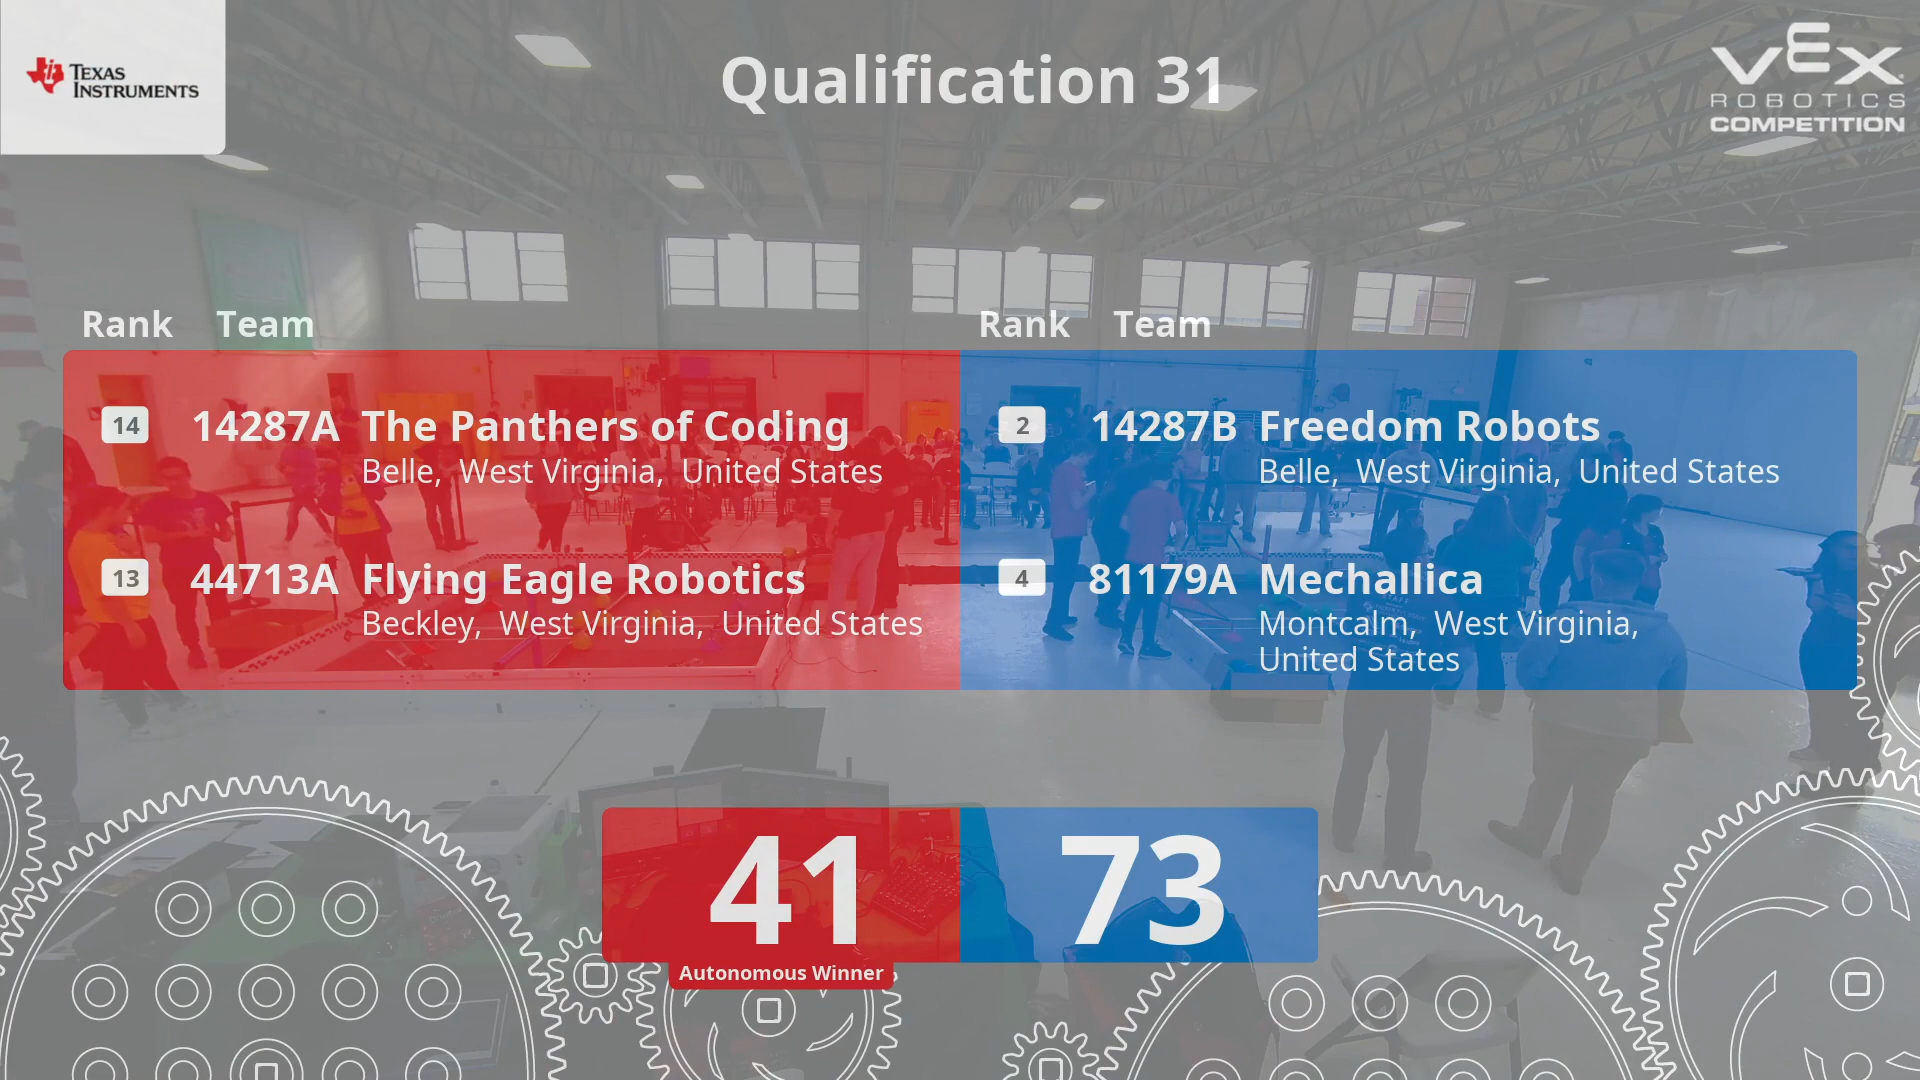 TEXAS
INSTRUMENTS
Qualification 31
VEX
ROBOTICS
COMPETITION
Rank Team
14 14287A The Panthers of Coding
Belle, West Virginia, United States
13 44713A Flying Eagle Robotics
Beckley, West Virginia, United States
Rank Team
2 14287B Freedom Robots
Belle, West Virginia, United States
4 81179A Mechallica
Montcalm, West Virginia,
United States
41
Autonomous Winner
73